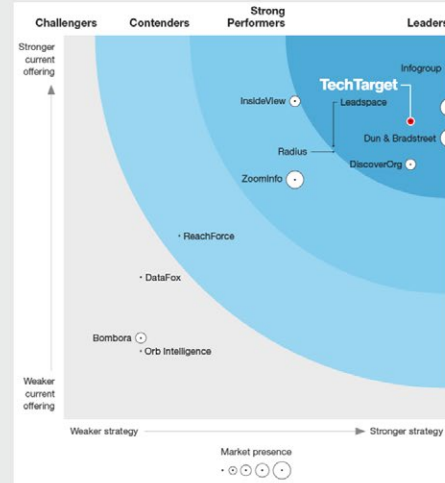 Challengers
Contenders
Strong
Performers
Leaders
Stronger
current
offering
Infogroup
TechTarget
InsideView
Leadspace
Dun & Bradstreet
Radius
DiscoverOrg
ZoomInfo
ReachForce
DataFox
Bombora
Orb Intelligence
Weaker
current
offering
Weaker strategy
Stronger strategy
Market presence